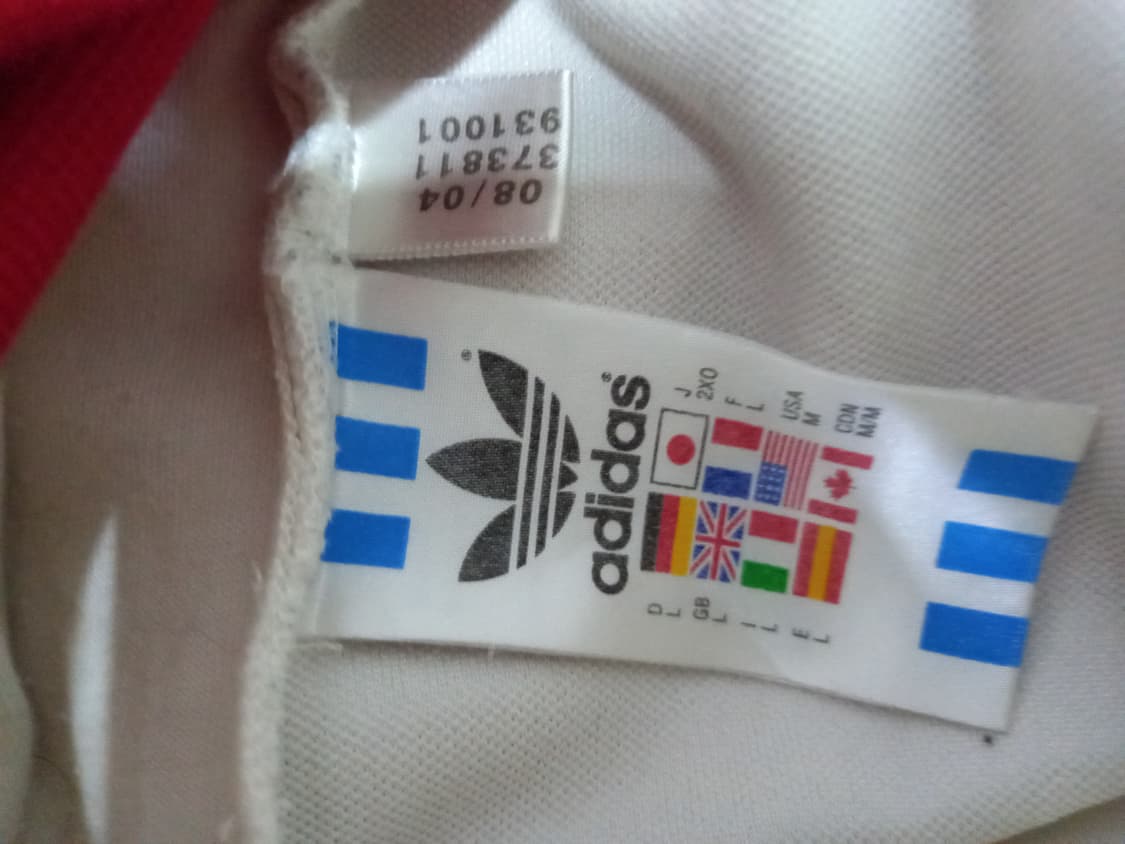 08/04
373811
931001
®
adidas®
D
L
J
2XO
GB
L
F
L
I
L
USA
M
E
L
CDN
M/M